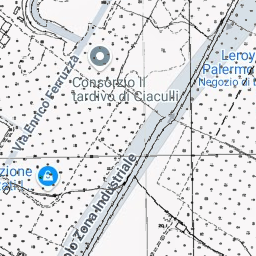 Leroy
Palermo
Negozio di
Consorzio Il
tardivo di Ciaculli
Via Enrico Ferruzza
Zona Industriale
zione